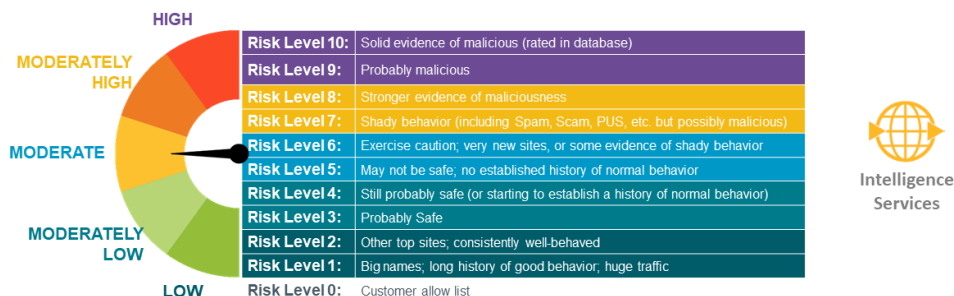 HIGH
MODERATELY
HIGH
MODERATE
MODERATELY
LOW
LOW
Risk Level 10: Solid evidence of malicious (rated in database)
Risk Level 9: Probably malicious
Risk Level 8: Stronger evidence of maliciousness
Risk Level 7: Shady behavior (including Spam, Scam, PUS, etc. but possibly malicious)
Risk Level 6: Exercise caution; very new sites, or some evidence of shady behavior
Risk Level 5: May not be safe; no established history of normal behavior
Risk Level 4: Still probably safe (or starting to establish a history of normal behavior)
Risk Level 3: Probably Safe
Risk Level 2: Other top sites; consistently well-behaved
Risk Level 1: Big names; long history of good behavior; huge traffic
Risk Level 0: Customer allow list
Intelligence
Services